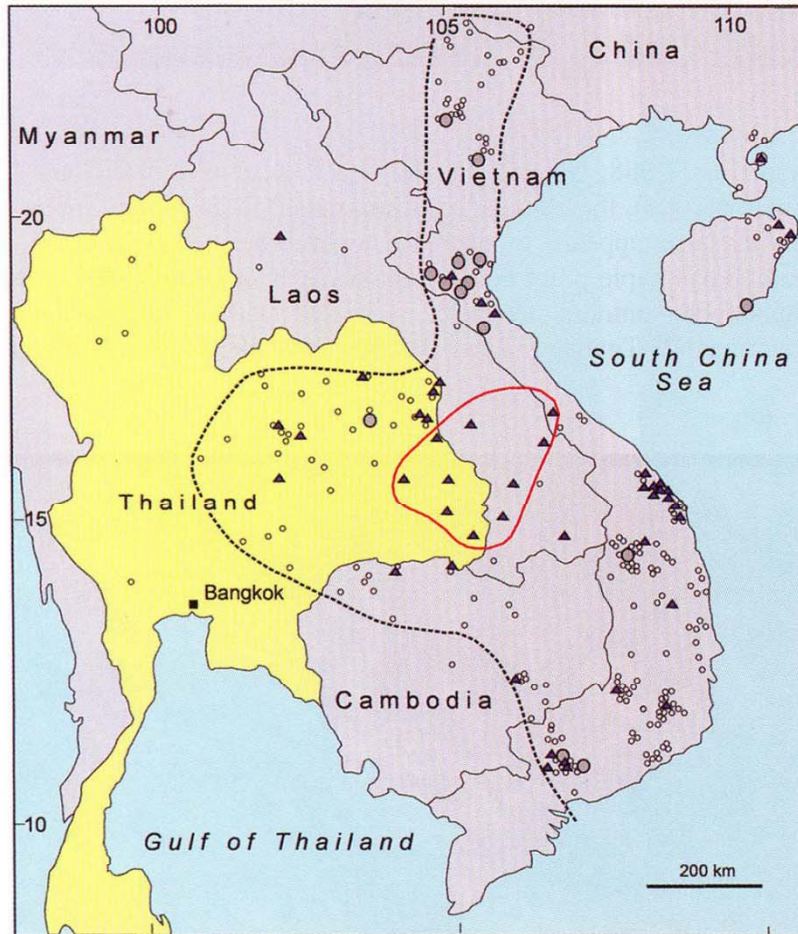 100
105
110
China
Myanmar
Vietnam
20
Laos
South China
Sea
Thailand
15
Bangkok
Cambodia
10
Gulf of Thailand
200 km